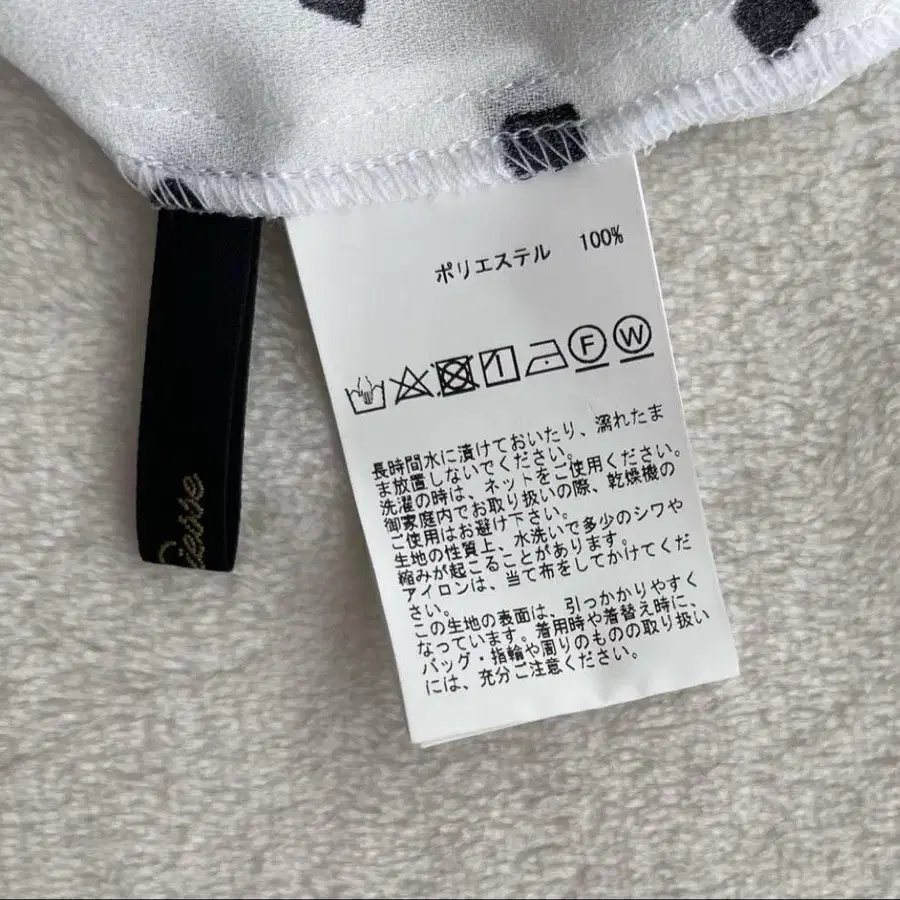 ポリエステル 100%
F W
長時間水に漬けておいたり、濡れたま
ま放置しないでください。
洗濯の時は、ネットをご使用ください。
御家庭内でお取り扱いの際、乾燥機の
ご使用はお避け下さい。
生地の性質上、水洗いで多少のシワや
縮みが起こることがあります。
アイロンは、当て布をしてかけてくだ
さい。
この生地の表面は、引っかかりやすく
なっています。着用時や着替え時に、
バッグ・指輪や周りのものの取り扱い
には、充分ご注意ください。